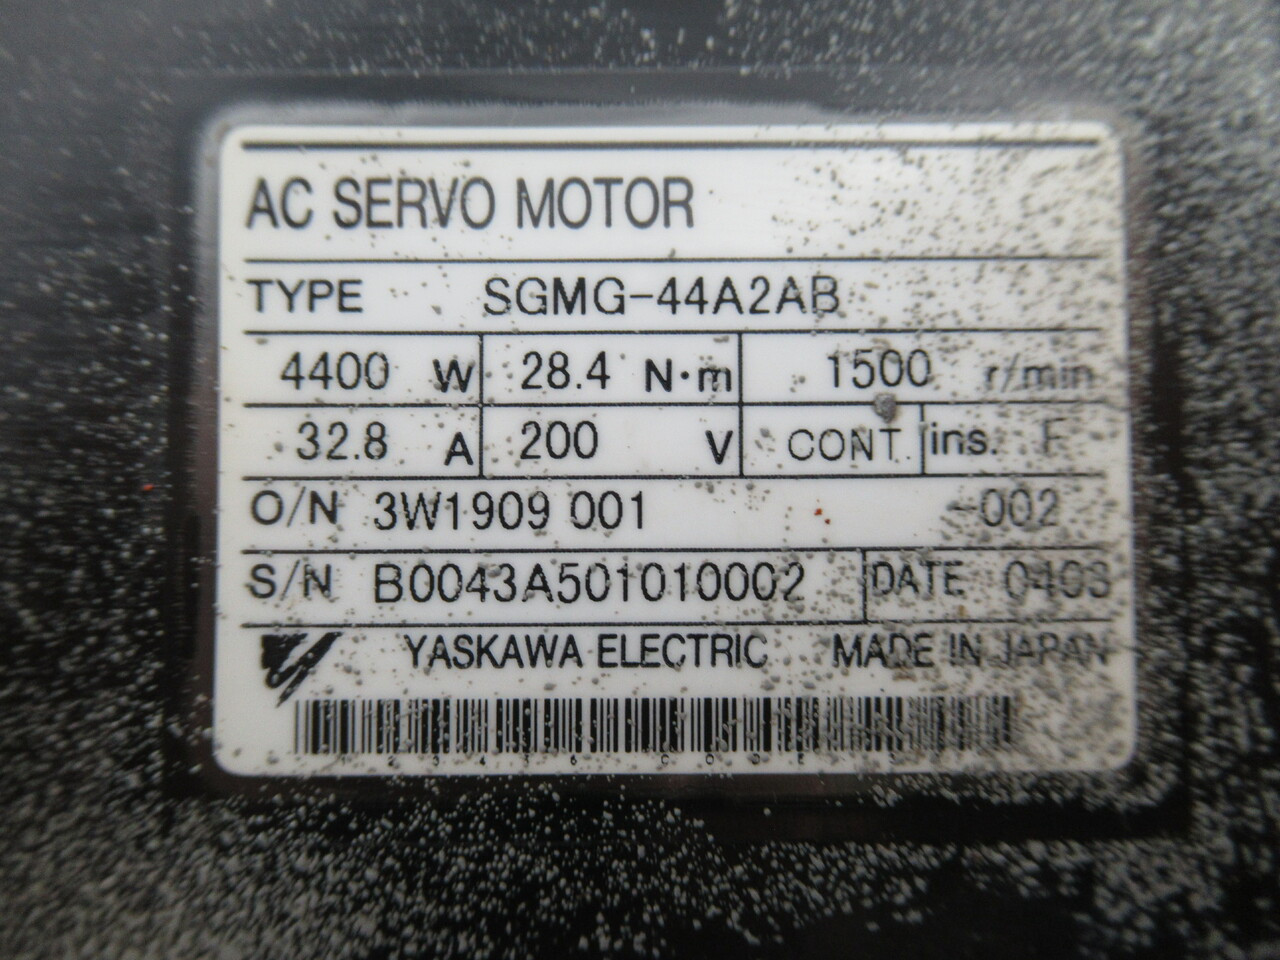 AC SERVO MOTOR
TYPE SGMG-44A2AB
4400 W 28.4 N·m 1500 r/min
32.8 A 200 V CONT. ins. F
O/N 3W1909 001 -002
S/N B0043A501010002 DATE 0403
YASKAWA ELECTRIC MADE IN JAPAN